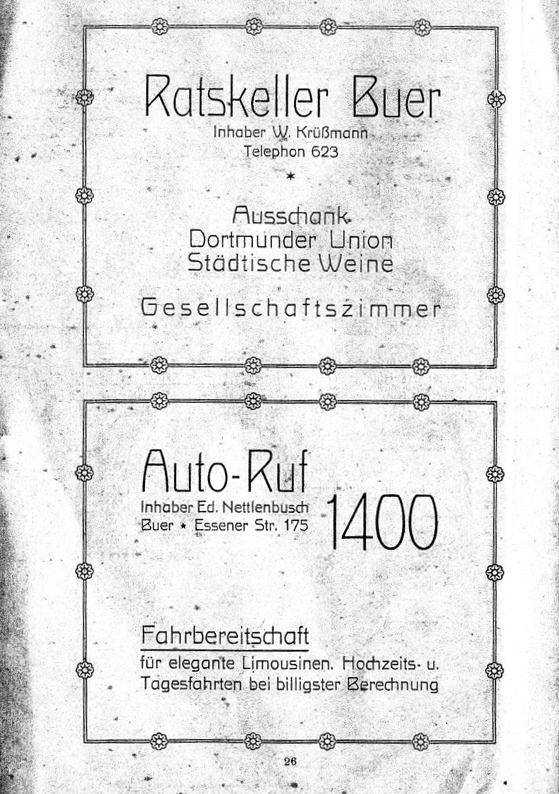 Ratskeller Buer
Inhaber W. Krüßmann
Telephon 623
*
Ausschank
Dortmunder Union
Städtische Weine
Gesellschaftszimmer
Auto-Ruf
1400
Inhaber Ed. Nettlenbusch
Buer * Essener Str. 175
Fahrbereitschaft
für elegante Limousinen. Hochzeits- u.
Tagesfahrten bei billigster Berechnung
26